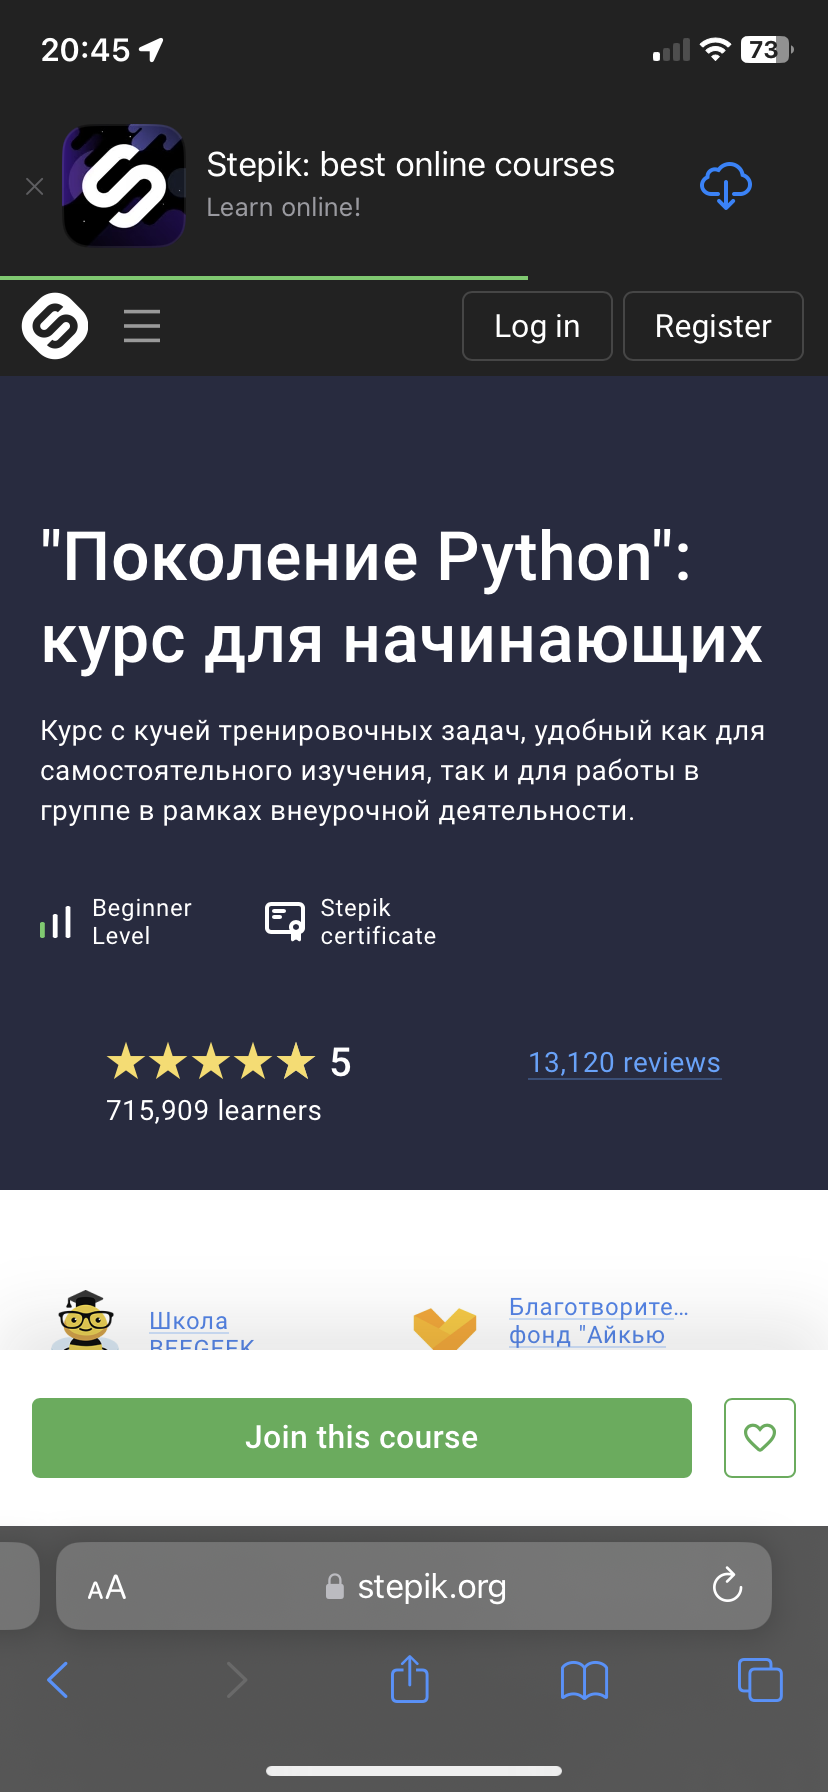 20:45
73
Stepik: best online courses
Learn online!
Log in
Register
"Поколение Python":
курс для начинающих
Курс с кучей тренировочных задач, удобный как для
самостоятельного изучения, так и для работы в
группе в рамках внеурочной деятельности.
Beginner
Level
Stepik
certificate
5
13,120 reviews
715,909 learners
Школа
BEEGEEK
Благотворите...
фонд "Айкью
Join this course
AA
stepik.org